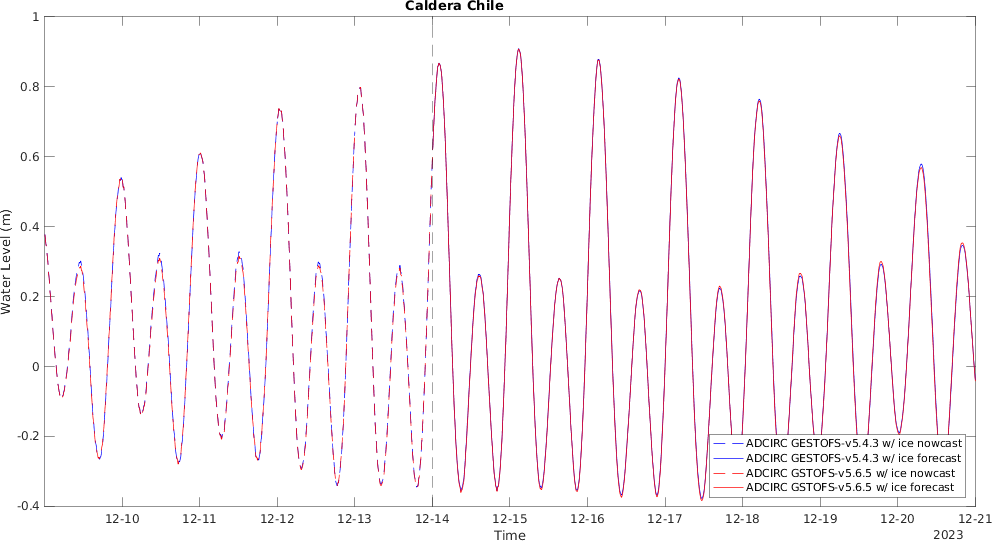 Caldera Chile
1
0.8
0.6
0.4
0.2
0
-0.2
-0.4
Water Level (m)
12-10 12-11 12-12 12-13 12-14 12-15 12-16 12-17 12-18 12-19 12-20 12-21
Time
2023
ADCIRC GESTOFS-v5.4.3 w/ ice nowcast
ADCIRC GESTOFS-v5.4.3 w/ ice forecast
ADCIRC GSTOFS-v5.6.5 w/ ice nowcast
ADCIRC GSTOFS-v5.6.5 w/ ice forecast